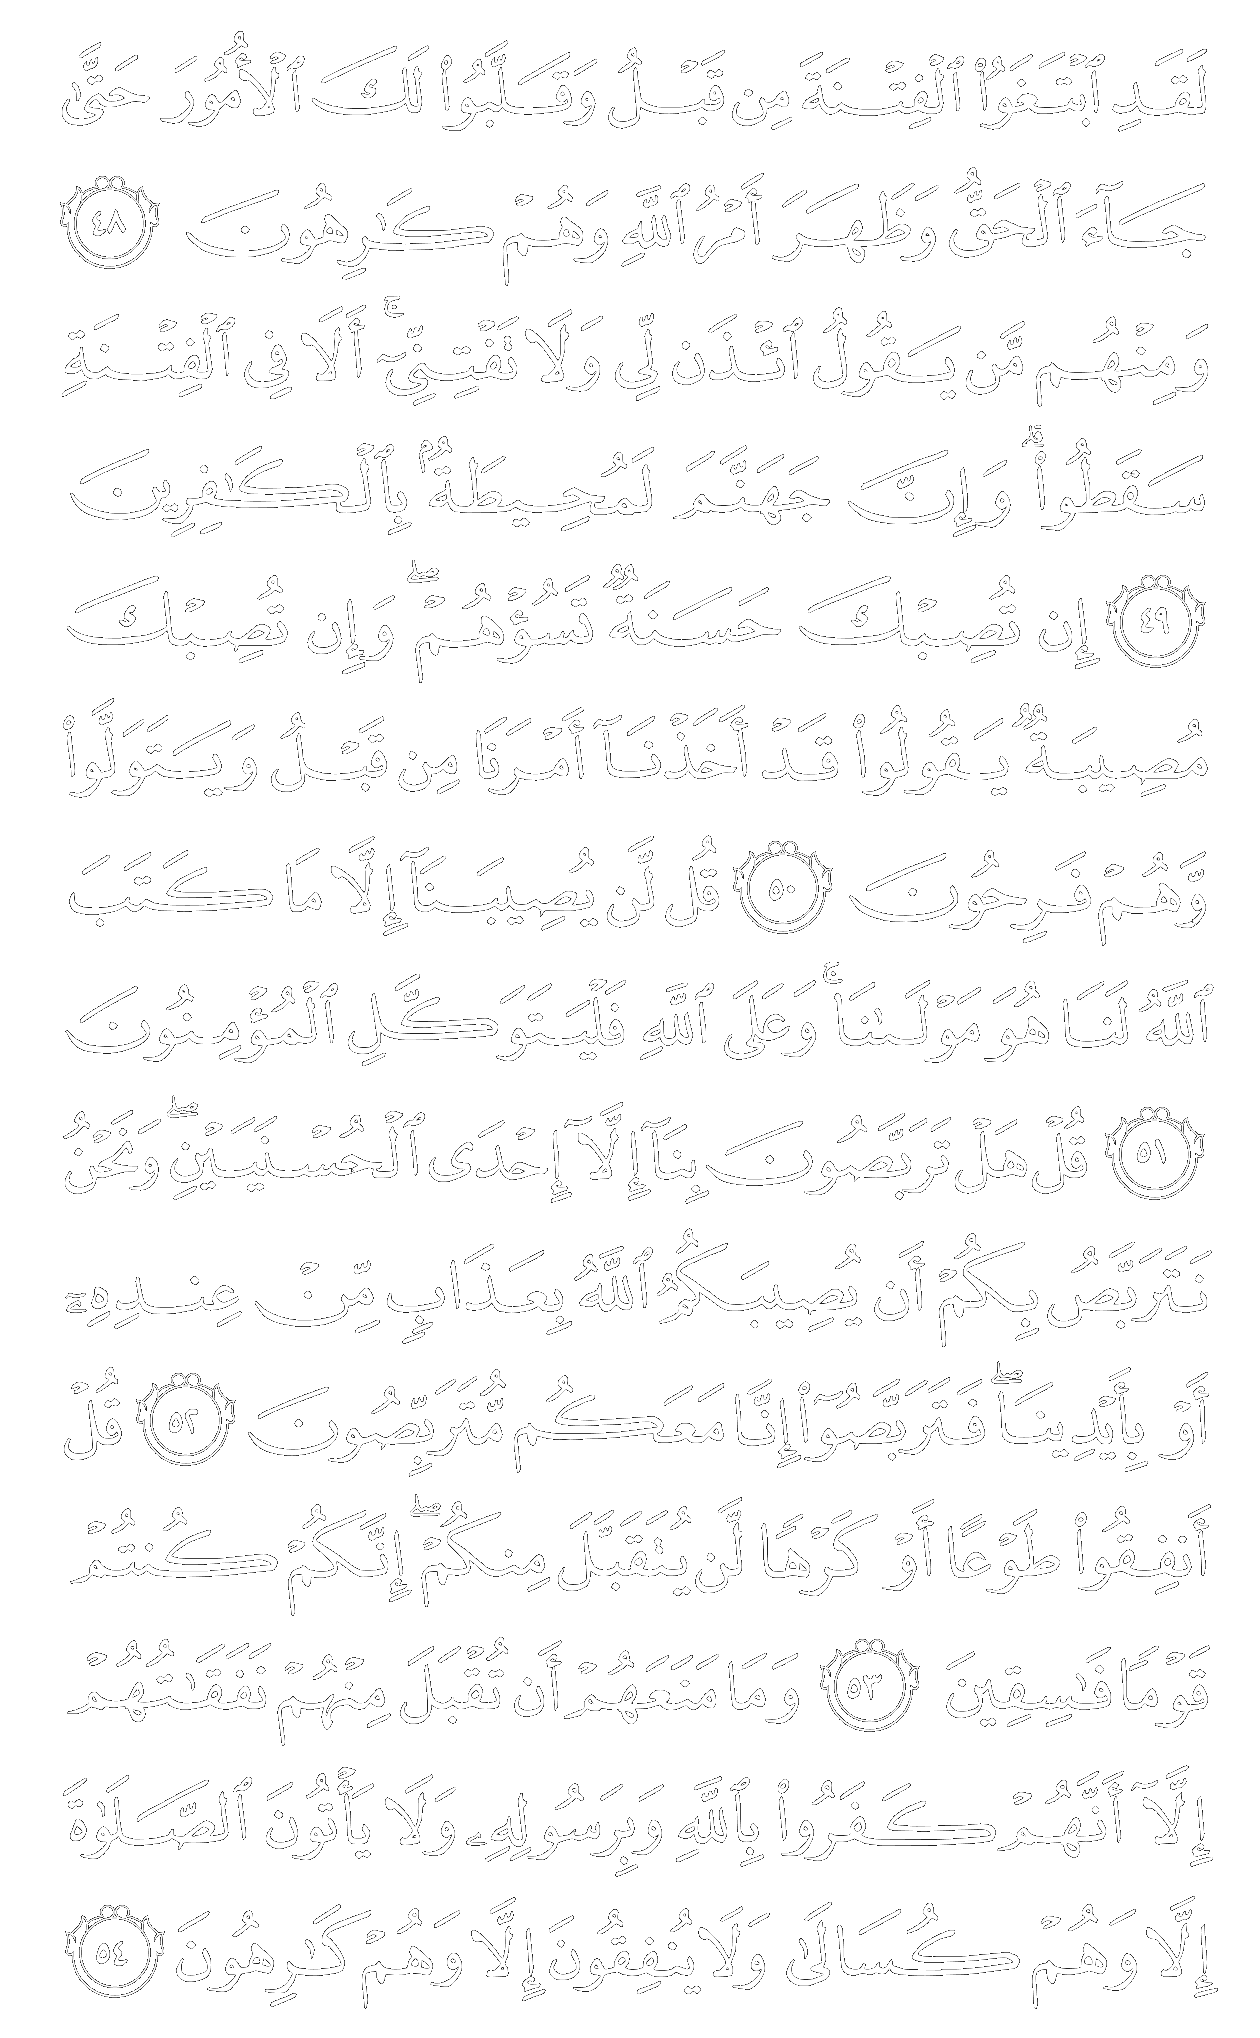 لَقَدِ ٱبْتَغَوُا۟ ٱلْفِتْنَةَ مِن قَبْلُ وَقَلَّبُوا۟ لَكَ ٱلْأُمُورَ حَتَّىٰ
جَآءَ ٱلْحَقُّ وَظَهَرَ أَمْرُ ٱللَّهِ وَهُمْ كَـٰرِهُونَ ٤٨
وَمِنْهُم مَّن يَقُولُ ٱئْذَن لِّى وَلَا تَفْتِنِّىٓ ۚ أَلَا فِى ٱلْفِتْنَةِ
سَقَطُوا۟ ۗ وَإِنَّ جَهَنَّمَ لَمُحِيطَةٌۢ بِٱلْكَـٰفِرِينَ
٤٩ إِن تُصِبْكَ حَسَنَةٌ تَسُؤْهُمْ ۖ وَإِن تُصِبْكَ
مُصِيبَةٌ يَقُولُوا۟ قَدْ أَخَذْنَآ أَمْرَنَا مِن قَبْلُ وَيَتَوَلَّوا۟
وَّهُمْ فَرِحُونَ ٥٠ قُل لَّن يُصِيبَنَآ إِلَّا مَا كَتَبَ
ٱللَّهُ لَنَا هُوَ مَوْلَىٰنَا ۚ وَعَلَى ٱللَّهِ فَلْيَتَوَكَّلِ ٱلْمُؤْمِنُونَ
٥١ قُلْ هَلْ تَرَبَّصُونَ بِنَآ إِلَّآ إِحْدَى ٱلْحُسْنَيَيْنِ ۖ وَنَحْنُ
نَتَرَبَّصُ بِكُمْ أَن يُصِيبَكُمُ ٱللَّهُ بِعَذَابٍ مِّنْ عِندِهِۦٓ
أَوْ بِأَيْدِينَا ۖ فَتَرَبَّصُوٓا۟ إِنَّا مَعَكُم مُّتَرَبِّصُونَ ٥٢ قُلْ
أَنفِقُوا۟ طَوْعًا أَوْ كَرْهًا لَّن يُتَقَبَّلَ مِنكُمْ ۖ إِنَّكُمْ كُنتُمْ
قَوْمًا فَـٰسِقِينَ ٥٣ وَمَا مَنَعَهُمْ أَن تُقْبَلَ مِنْهُمْ نَفَقَـٰتُهُمْ
إِلَّآ أَنَّهُمْ كَفَرُوا۟ بِٱللَّهِ وَبِرَسُولِهِۦ وَلَا يَأْتُونَ ٱلصَّلَوٰةَ
إِلَّا وَهُمْ كُسَالَىٰ وَلَا يُنفِقُونَ إِلَّا وَهُمْ كَـٰرِهُونَ ٥٤